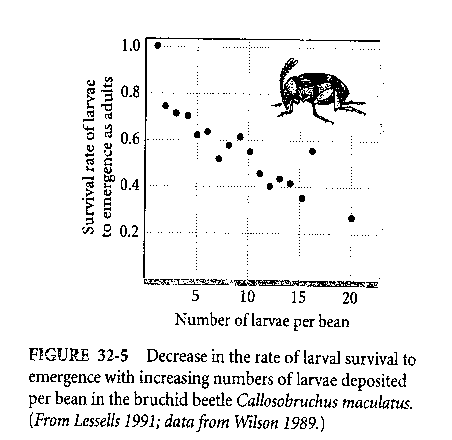 1.0
0.8
0.6
0.4
0.2
Survival rate of larvae
to emergence as adults
5 10 15 20
Number of larvae per bean
FIGURE 32-5 Decrease in the rate of larval survival to
emergence with increasing numbers of larvae deposited
per bean in the bruchid beetle Callosobruchus maculatus.
(From Lessells 1991; data from Wilson 1989.)